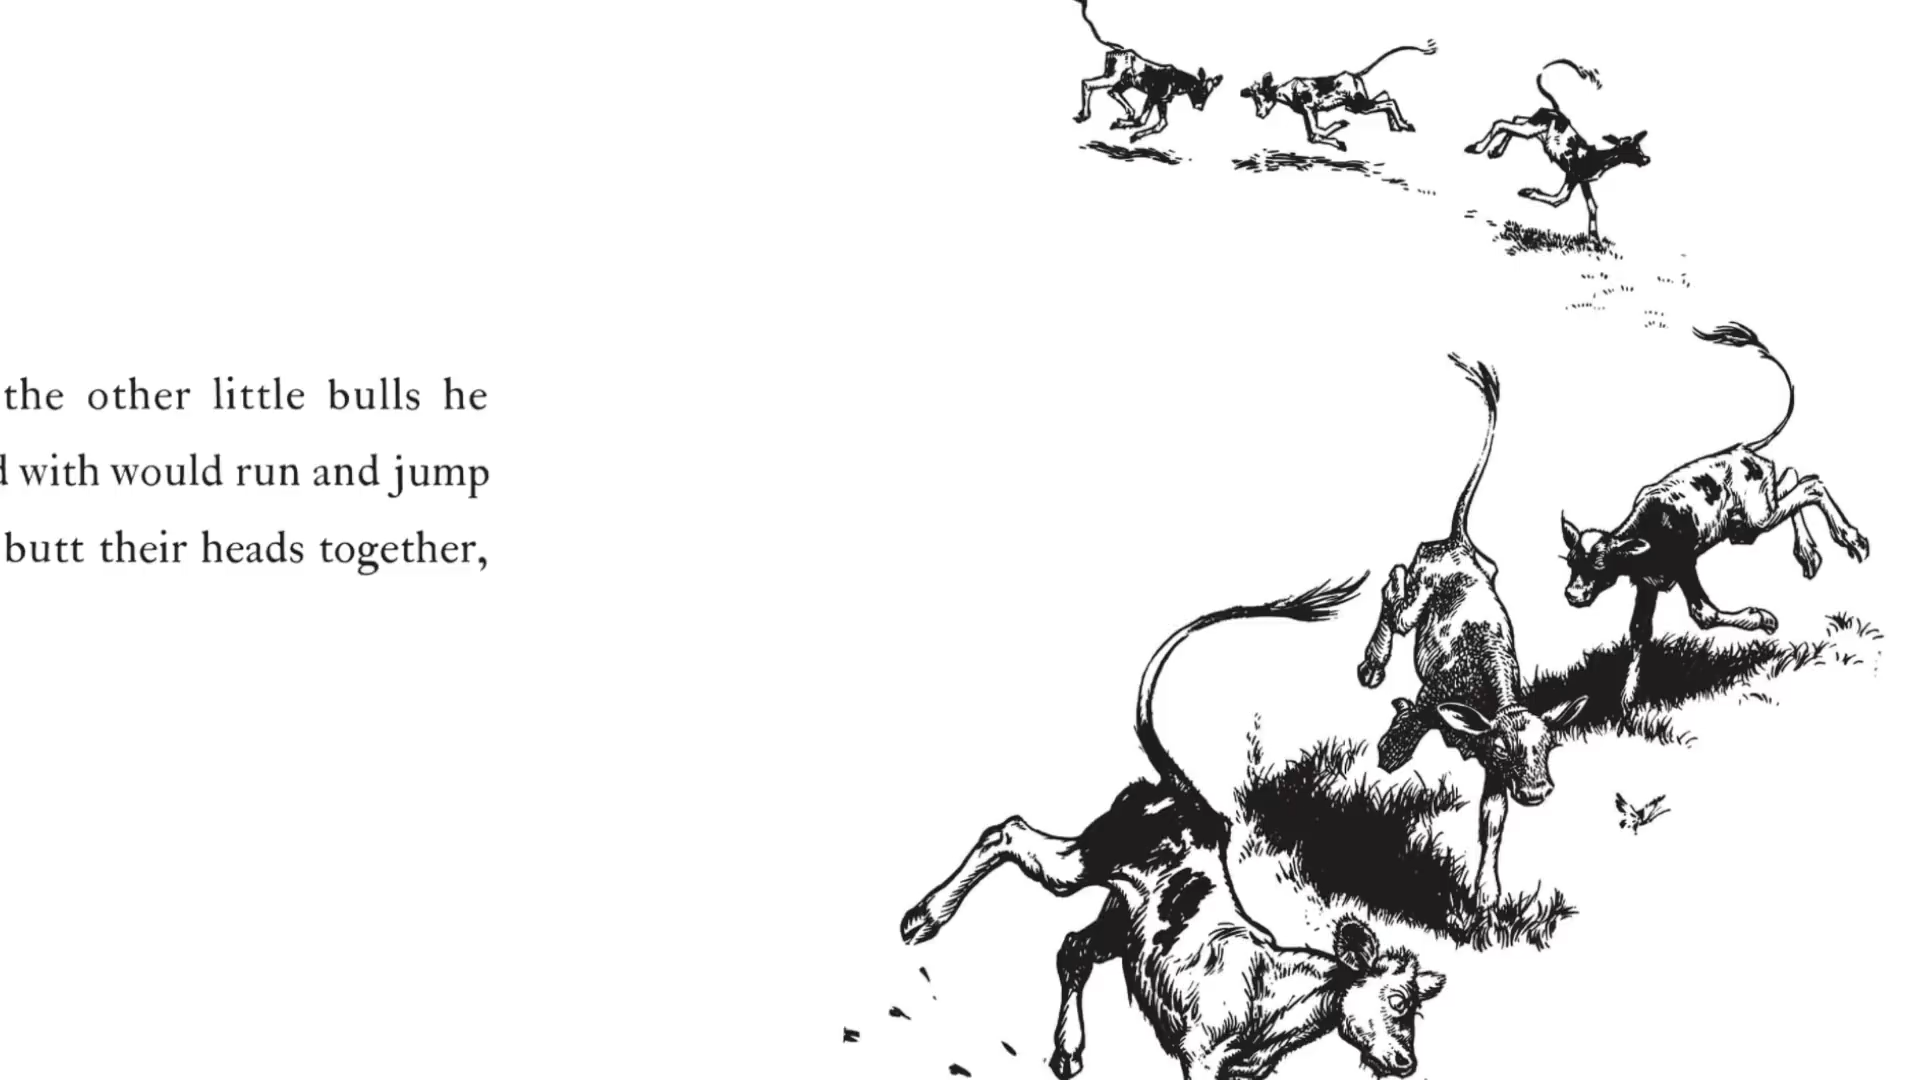 the other little bulls he
d with would run and jump
butt their heads together,